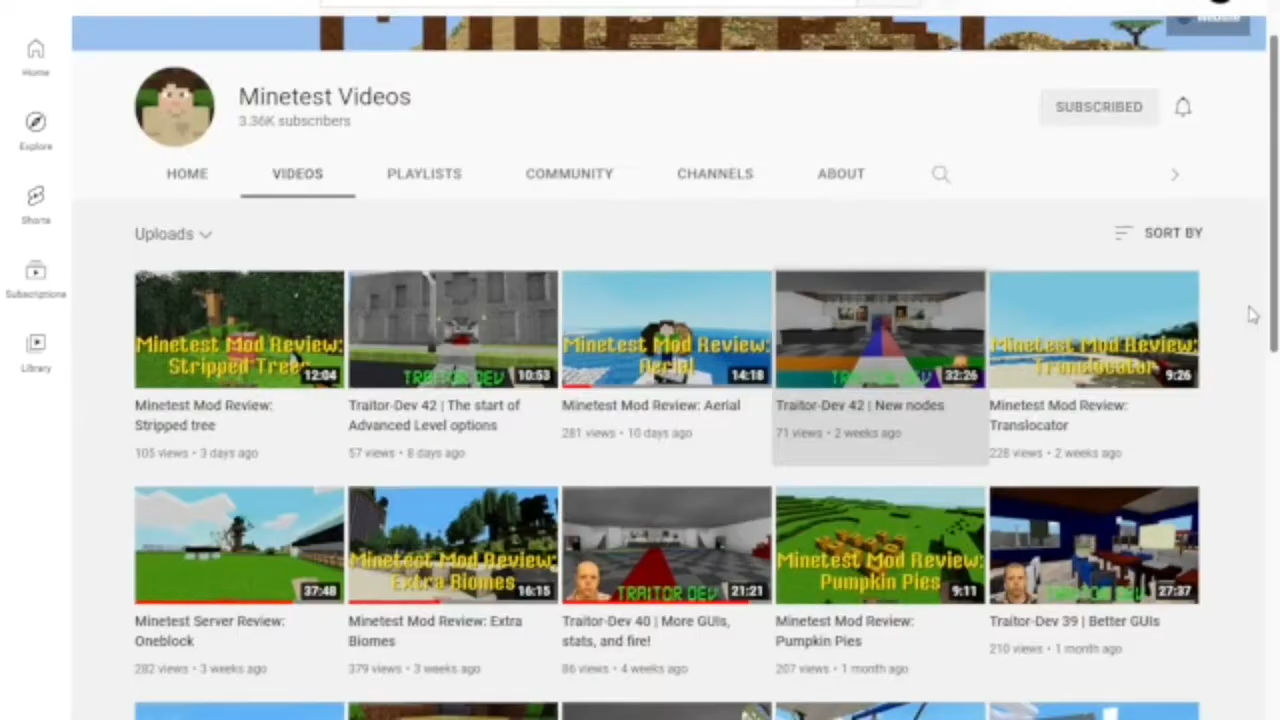 Website
Home
Minetest Videos
3.36K subscribers
SUBSCRIBED
Explore
HOME VIDEOS PLAYLISTS COMMUNITY CHANNELS ABOUT
Shorts
Uploads SORT BY
Subscriptions
Library
Minetest Mod Review:
Stripped Tree
12:04
TRAITOR DEV
10:53
Minetest Mod Review:
Aerial
14:18
TRAITOR DEV
32:26
Minetest Mod Review:
Translocator
9:26
Minetest Mod Review:
Stripped tree
105 views • 3 days ago
Traitor-Dev 42 | The start of
Advanced Level options
57 views • 8 days ago
Minetest Mod Review: Aerial
281 views • 10 days ago
Traitor-Dev 42 | New nodes
71 views • 2 weeks ago
Minetest Mod Review:
Translocator
228 views • 2 weeks ago
37:48
Minetest Mod Review:
Extra Biomes
16:15
TRAITOR DEV
21:21
Minetest Mod Review:
Pumpkin Pies
9:11
TRAITOR DEV
27:37
Minetest Server Review:
Oneblock
282 views • 3 weeks ago
Minetest Mod Review: Extra
Biomes
379 views • 3 weeks ago
Traitor-Dev 40 | More GUIs,
stats, and fire!
86 views • 4 weeks ago
Minetest Mod Review:
Pumpkin Pies
207 views • 1 month ago
Traitor-Dev 39 | Better GUIs
210 views • 1 month ago